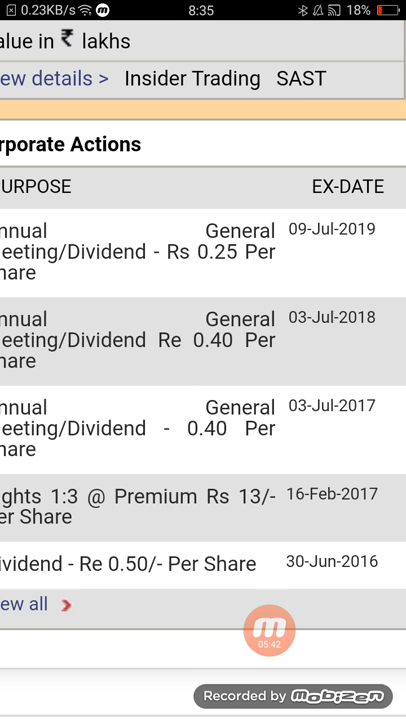 0.23KB/s 8:35 18%
alue in ₹ lakhs
ew details > Insider Trading SAST
rporate Actions
URPOSE EX-DATE
nnual General 09-Jul-2019
eeting/Dividend - Rs 0.25 Per
hare
nnual General 03-Jul-2018
eeting/Dividend Re 0.40 Per
hare
nnual General 03-Jul-2017
eeting/Dividend - 0.40 Per
hare
ghts 1:3 @ Premium Rs 13/- 16-Feb-2017
er Share
ividend - Re 0.50/- Per Share 30-Jun-2016
ew all >
m
05:42
Recorded by mobizen